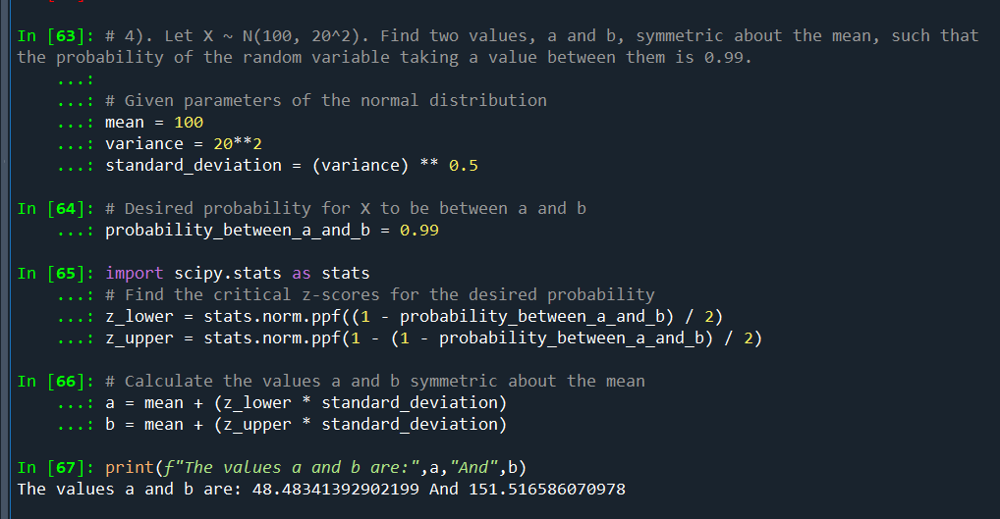 In [63]: # 4). Let X ~ N(100, 20^2). Find two values, a and b, symmetric about the mean, such that
the probability of the random variable taking a value between them is 0.99.
...:
...: # Given parameters of the normal distribution
...: mean = 100
...: variance = 20**2
...: standard_deviation = (variance) ** 0.5
In [64]: # Desired probability for X to be between a and b
...: probability_between_a_and_b = 0.99
In [65]: import scipy.stats as stats
...: # Find the critical z-scores for the desired probability
...: z_lower = stats.norm.ppf((1 - probability_between_a_and_b) / 2)
...: z_upper = stats.norm.ppf(1 - (1 - probability_between_a_and_b) / 2)
In [66]: # Calculate the values a and b symmetric about the mean
...: a = mean + (z_lower * standard_deviation)
...: b = mean + (z_upper * standard_deviation)
In [67]: print(f"The values a and b are:",a,"And",b)
The values a and b are: 48.48341392902199 And 151.516586070978